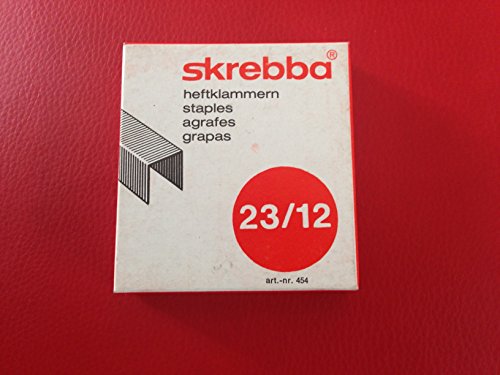 skrebba®
heftklammern
staples
agrafes
grapas
23/12
art.-nr. 454